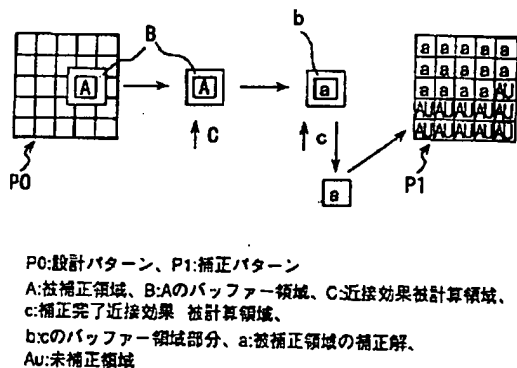 B
A
A
C
P0
b
a
c
a
a a a a a
a a a a a
a a a a AU
AU AU AU AU AU
AU AU AU AU AU
P1
P0:設計パターン、P1:補正パターン
A:被補正領域、B:Aのバッファー領域、C:近接効果被計算領域、
c:補正完了近接効果 被計算領域、
b:cのバッファー領域部分、a:被補正領域の補正解、
Au:未補正領域